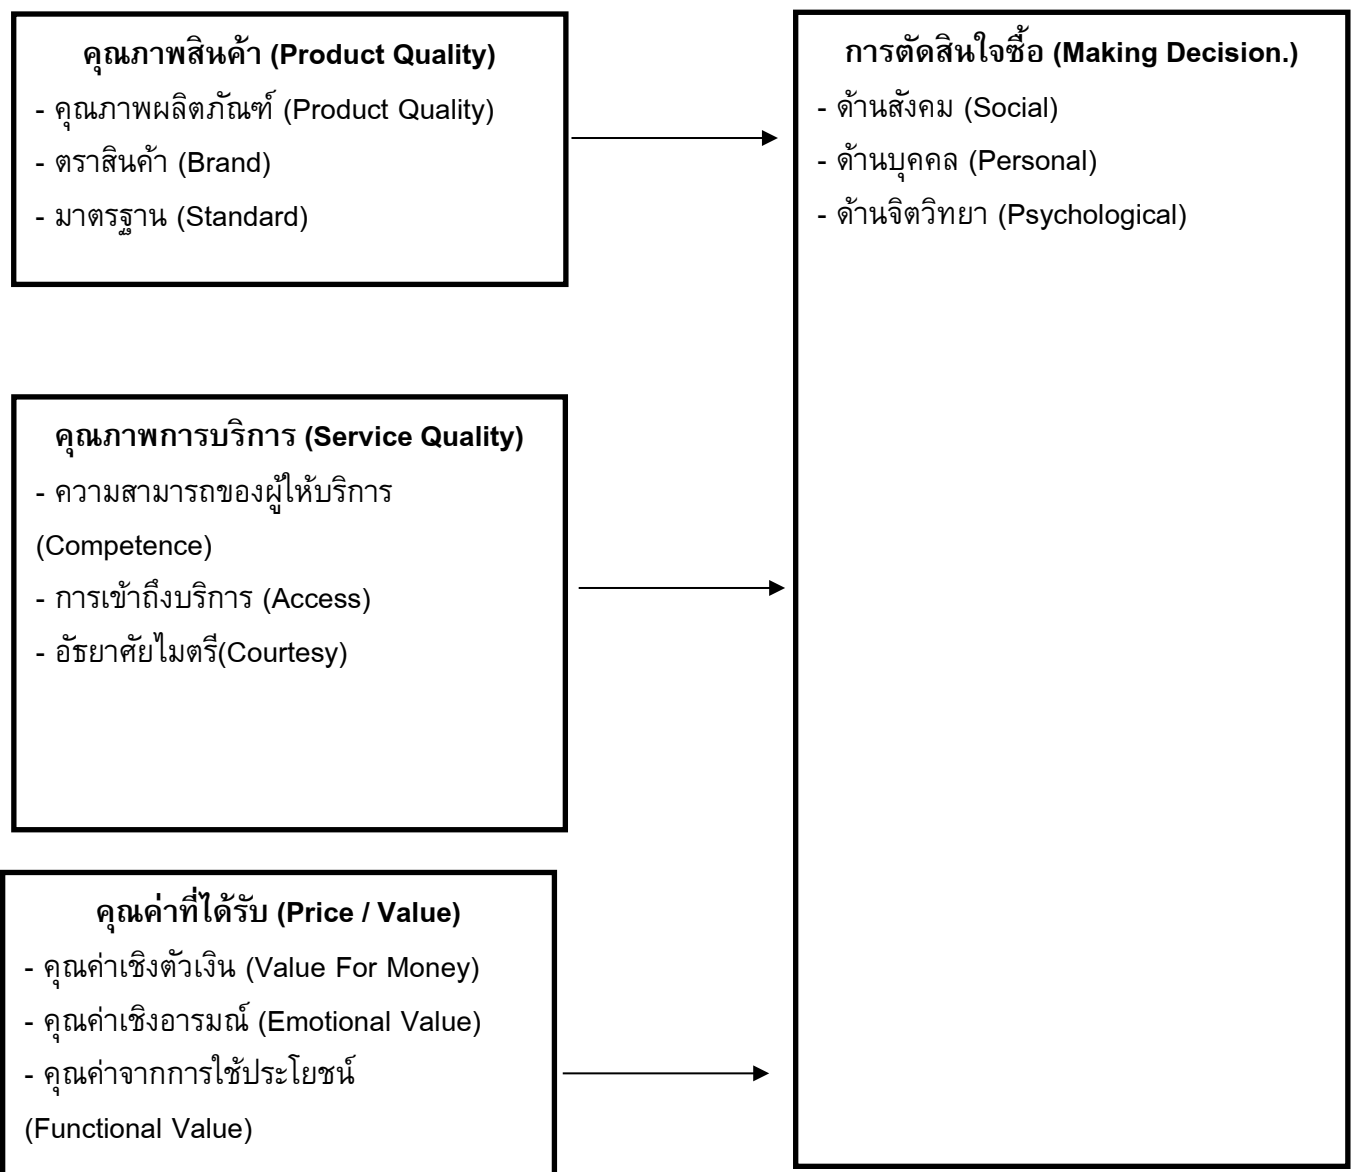 คุณภาพสินค้า (Product Quality)
- คุณภาพผลิตภัณฑ์ (Product Quality)
- ตราสินค้า (Brand)
- มาตรฐาน (Standard)
คุณภาพการบริการ (Service Quality)
- ความสามารถของผู้ให้บริการ
(Competence)
- การเข้าถึงบริการ (Access)
- อัธยาศัยไมตรี(Courtesy)
คุณค่าที่ได้รับ (Price / Value)
- คุณค่าเชิงตัวเงิน (Value For Money)
- คุณค่าเชิงอารมณ์ (Emotional Value)
- คุณค่าจากการใช้ประโยชน์
(Functional Value)
การตัดสินใจซื้อ (Making Decision.)
- ด้านสังคม (Social)
- ด้านบุคคล (Personal)
- ด้านจิตวิทยา (Psychological)